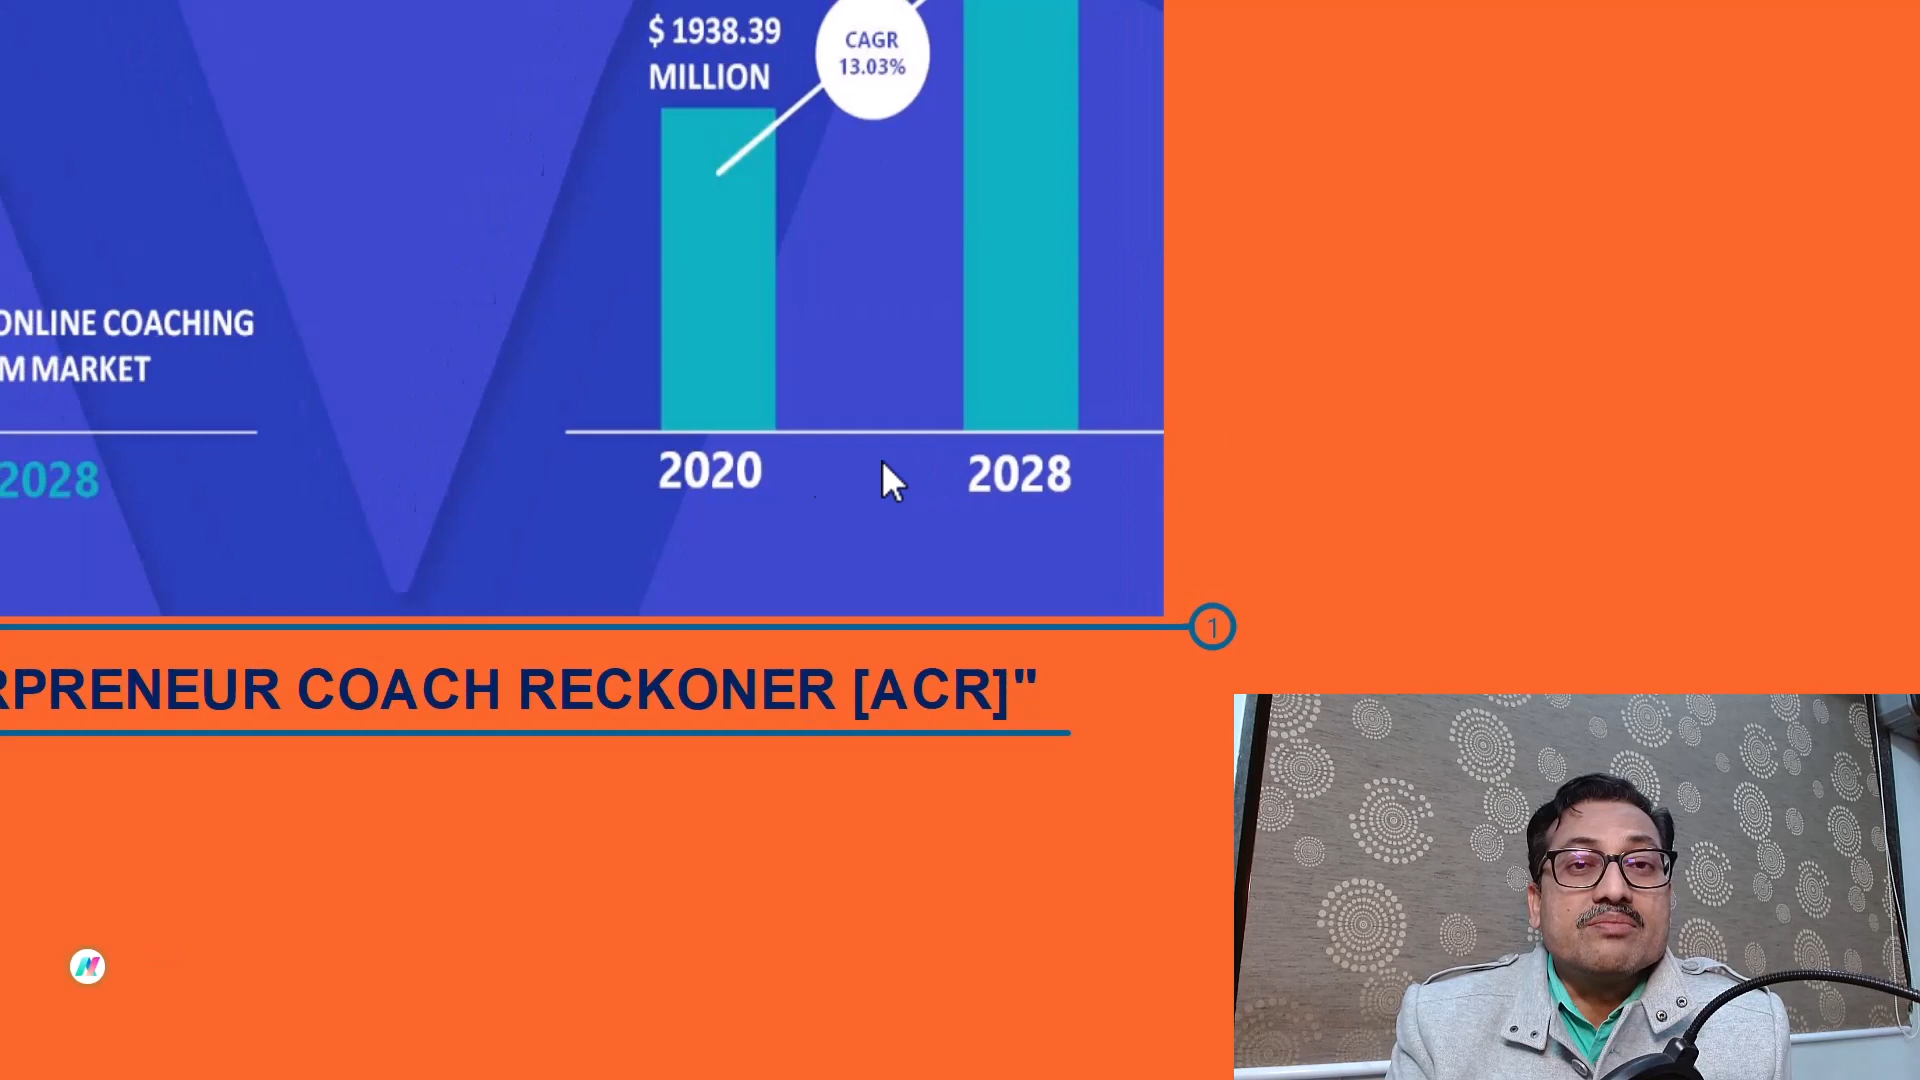 $ 1938.39
MILLION
CAGR
13.03%
ONLINE COACHING
M MARKET
2028
2020
2028
1
RPRENEUR COACH RECKONER [ACR]"